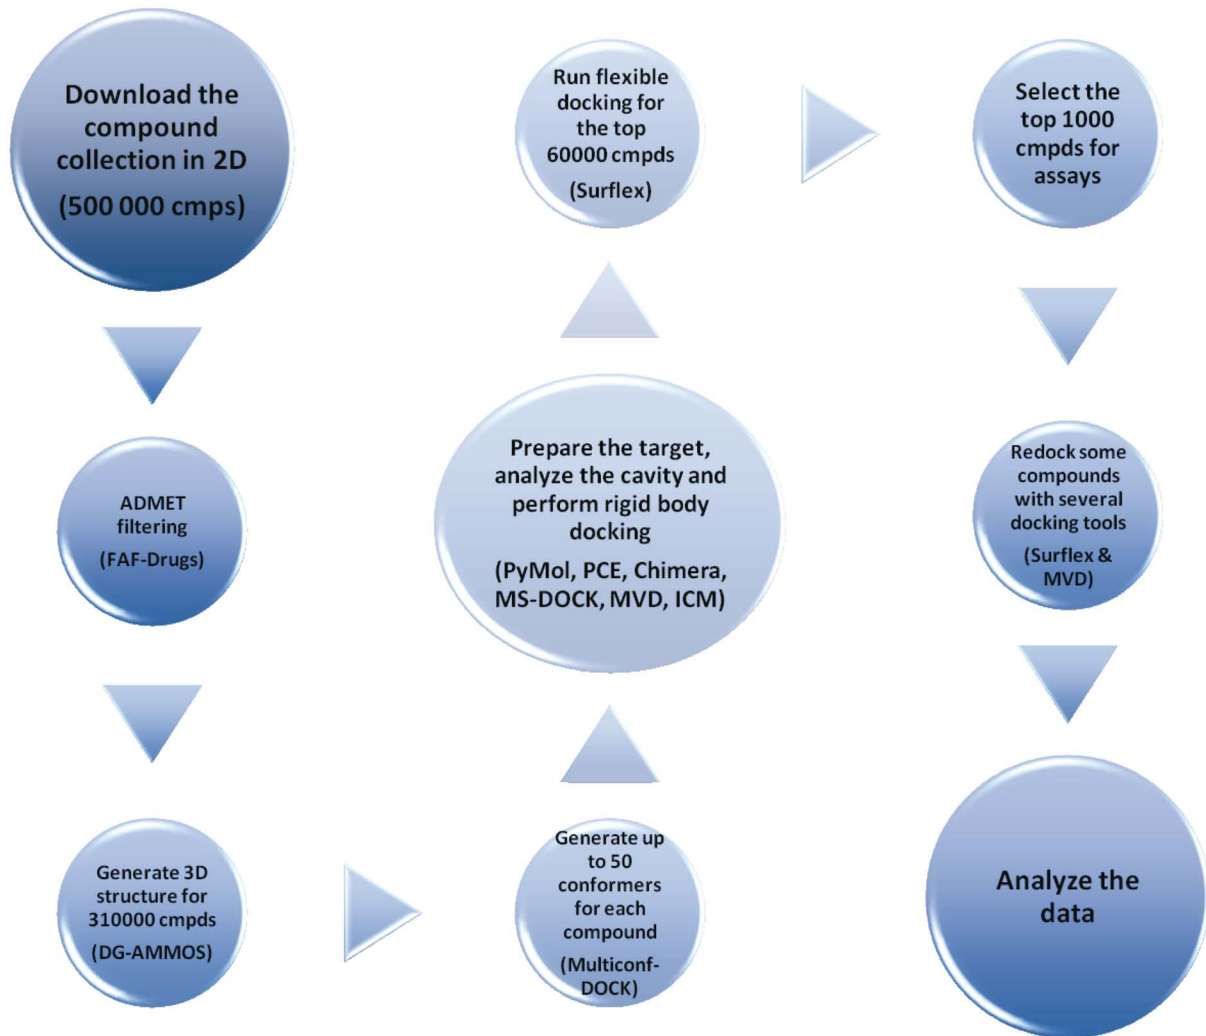 Download the
compound
collection in 2D
(500 000 cmps)
ADMET
filtering
(FAF-Drugs)
Generate 3D
structure for
310000 cmpds
(DG-AMMOS)
Generate up
to 50
conformers
for each
compound
(Multiconf-
DOCK)
Prepare the target,
analyze the cavity and
perform rigid body
docking
(PyMol, PCE, Chimera,
MS-DOCK, MVD, ICM)
Run flexible
docking for
the top
60000 cmpds
(Surflex)
Select the
top 1000
cmpds for
assays
Redock some
compounds
with several
docking tools
(Surflex &
MVD)
Analyze the
data